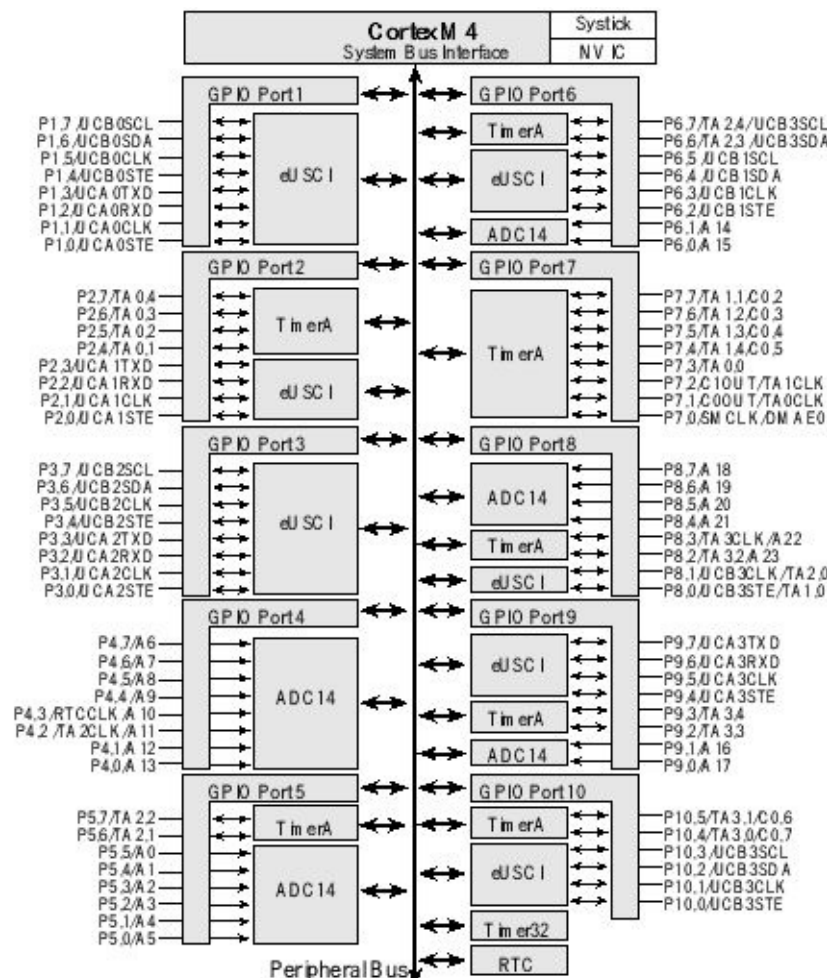 CortexM 4
System Bus Interface
Systick
NVIC
GPIO Port1
P1.7/UCB0SCL
P1.6/UCB0SDA
P1.5/UCB0CLK
P1.4/UCB0STE
P1.3/UCA0TXD
P1.2/UCA0RXD
P1.1/UCA0CLK
P1.0/UCA0STE
eUSCI
GPIO Port2
P2.7/TA0.4
P2.6/TA0.3
P2.5/TA0.2
P2.4/TA0.1
P2.3/UCA1TXD
P2.2/UCA1RXD
P2.1/UCA1CLK
P2.0/UCA1STE
TimerA
eUSCI
GPIO Port3
P3.7/UCB2SCL
P3.6/UCB2SDA
P3.5/UCB2CLK
P3.4/UCB2STE
P3.3/UCA2TXD
P3.2/UCA2RXD
P3.1/UCA2CLK
P3.0/UCA2STE
eUSCI
GPIO Port4
P4.7/A6
P4.6/A7
P4.5/A8
P4.4/A9
P4.3/RTCCLK/A10
P4.2/TA2CLK/A11
P4.1/A12
P4.0/A13
ADC14
GPIO Port5
P5.7/TA2.2
P5.6/TA2.1
P5.5/A0
P5.4/A1
P5.3/A2
P5.2/A3
P5.1/A4
P5.0/A5
TimerA
ADC14
Peripheral Bus
GPIO Port6
TimerA
eUSCI
ADC14
P6.7/TA2.4/UCB3SCL
P6.6/TA2.3/UCB3SDA
P6.5/UCB1SCL
P6.4/UCB1SDA
P6.3/UCB1CLK
P6.2/UCB1STE
P6.1/A14
P6.0/A15
GPIO Port7
TimerA
P7.7/TA1.1/C0.2
P7.6/TA1.2/C0.3
P7.5/TA1.3/C0.4
P7.4/TA1.4/C0.5
P7.3/TA0.0
P7.2/C1OUT/TA1CLK
P7.1/C0OUT/TA0CLK
P7.0/SMCLK/DMAE0
GPIO Port8
ADC14
TimerA
eUSCI
P8.7/A18
P8.6/A19
P8.5/A20
P8.4/A21
P8.3/TA3CLK/A22
P8.2/TA3.2/A23
P8.1/UCB3CLK/TA2.0
P8.0/UCB3STE/TA1.0
GPIO Port9
eUSCI
TimerA
ADC14
P9.7/UCA3TXD
P9.6/UCA3RXD
P9.5/UCA3CLK
P9.4/UCA3STE
P9.3/TA3.4
P9.2/TA3.3
P9.1/A16
P9.0/A17
GPIO Port10
TimerA
eUSCI
P10.5/TA3.1/C0.6
P10.4/TA3.0/C0.7
P10.3/UCB3SCL
P10.2/UCB3SDA
P10.1/UCB3CLK
P10.0/UCB3STE
Timer32
RTC